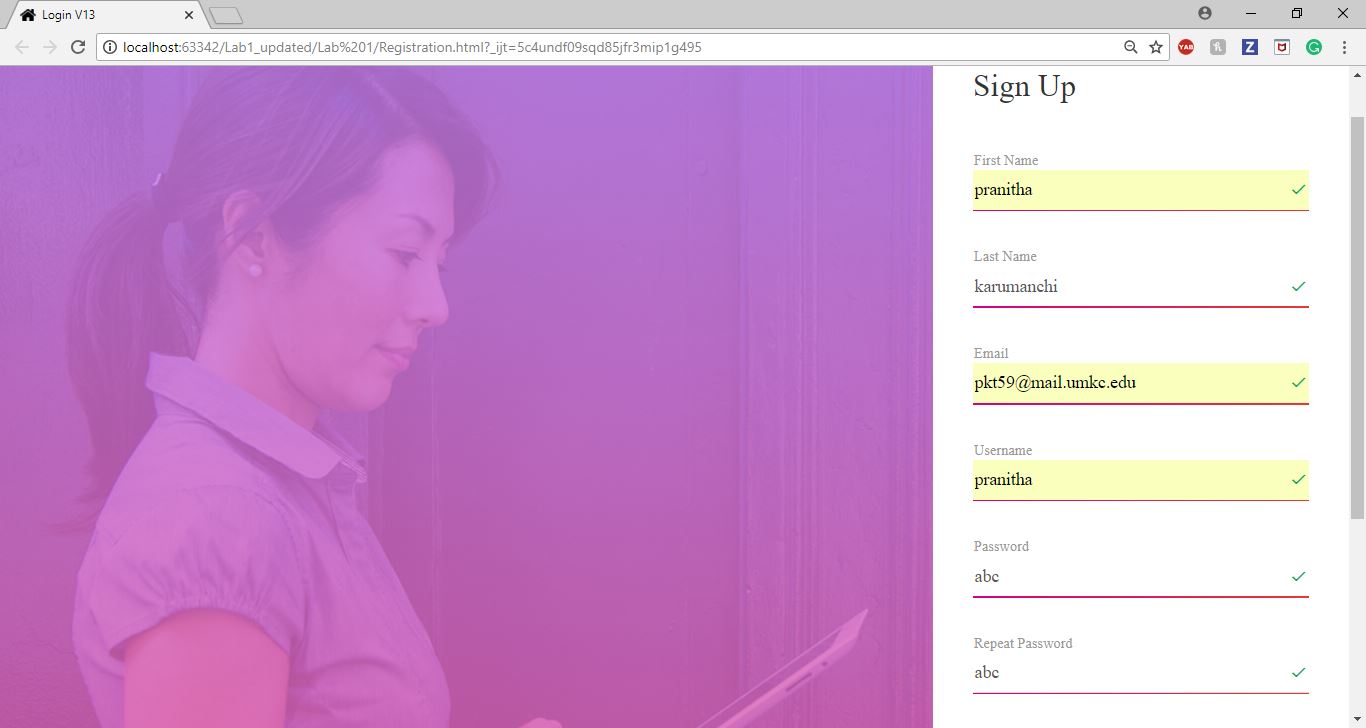 Login V13
localhost:63342/Lab1_updated/Lab%201/Registration.html?_ijt=5c4undf09sqd85jfr3mip1g495
YAB
Z
Sign Up
First Name
pranitha
Last Name
karumanchi
Email
pkt59@mail.umkc.edu
Username
pranitha
Password
abc
Repeat Password
abc